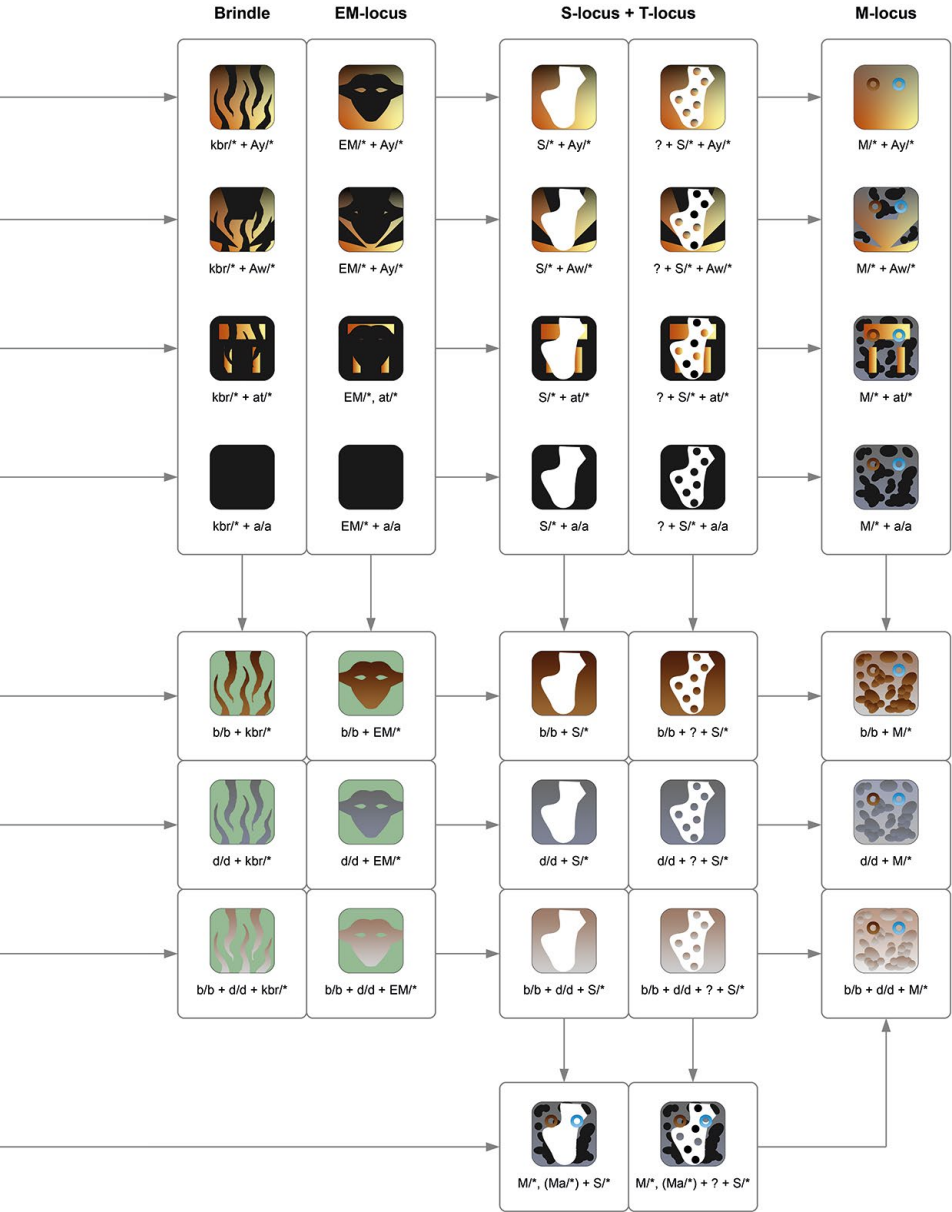 Brindle EM-locus S-locus + T-locus M-locus
kbr/* + Ay/* EM/* + Ay/* S/* + Ay/* ? + S/* + Ay/* M/* + Ay/*
kbr/* + Aw/* EM/* + Ay/* S/* + Aw/* ? + S/* + Aw/* M/* + Aw/*
kbr/* + at/* EM/*, at/* S/* + at/* ? + S/* + at/* M/* + at/*
kbr/* + a/a EM/* + a/a S/* + a/a ? + S/* + a/a M/* + a/a
b/b + kbr/* b/b + EM/* b/b + S/* b/b + ? + S/* b/b + M/*
d/d + kbr/* d/d + EM/* d/d + S/* d/d + ? + S/* d/d + M/*
b/b + d/d + kbr/* b/b + d/d + EM/* b/b + d/d + S/* b/b + d/d + ? + S/* b/b + d/d + M/*
M/*, (Ma/*) + S/* M/*, (Ma/*) + ? + S/*